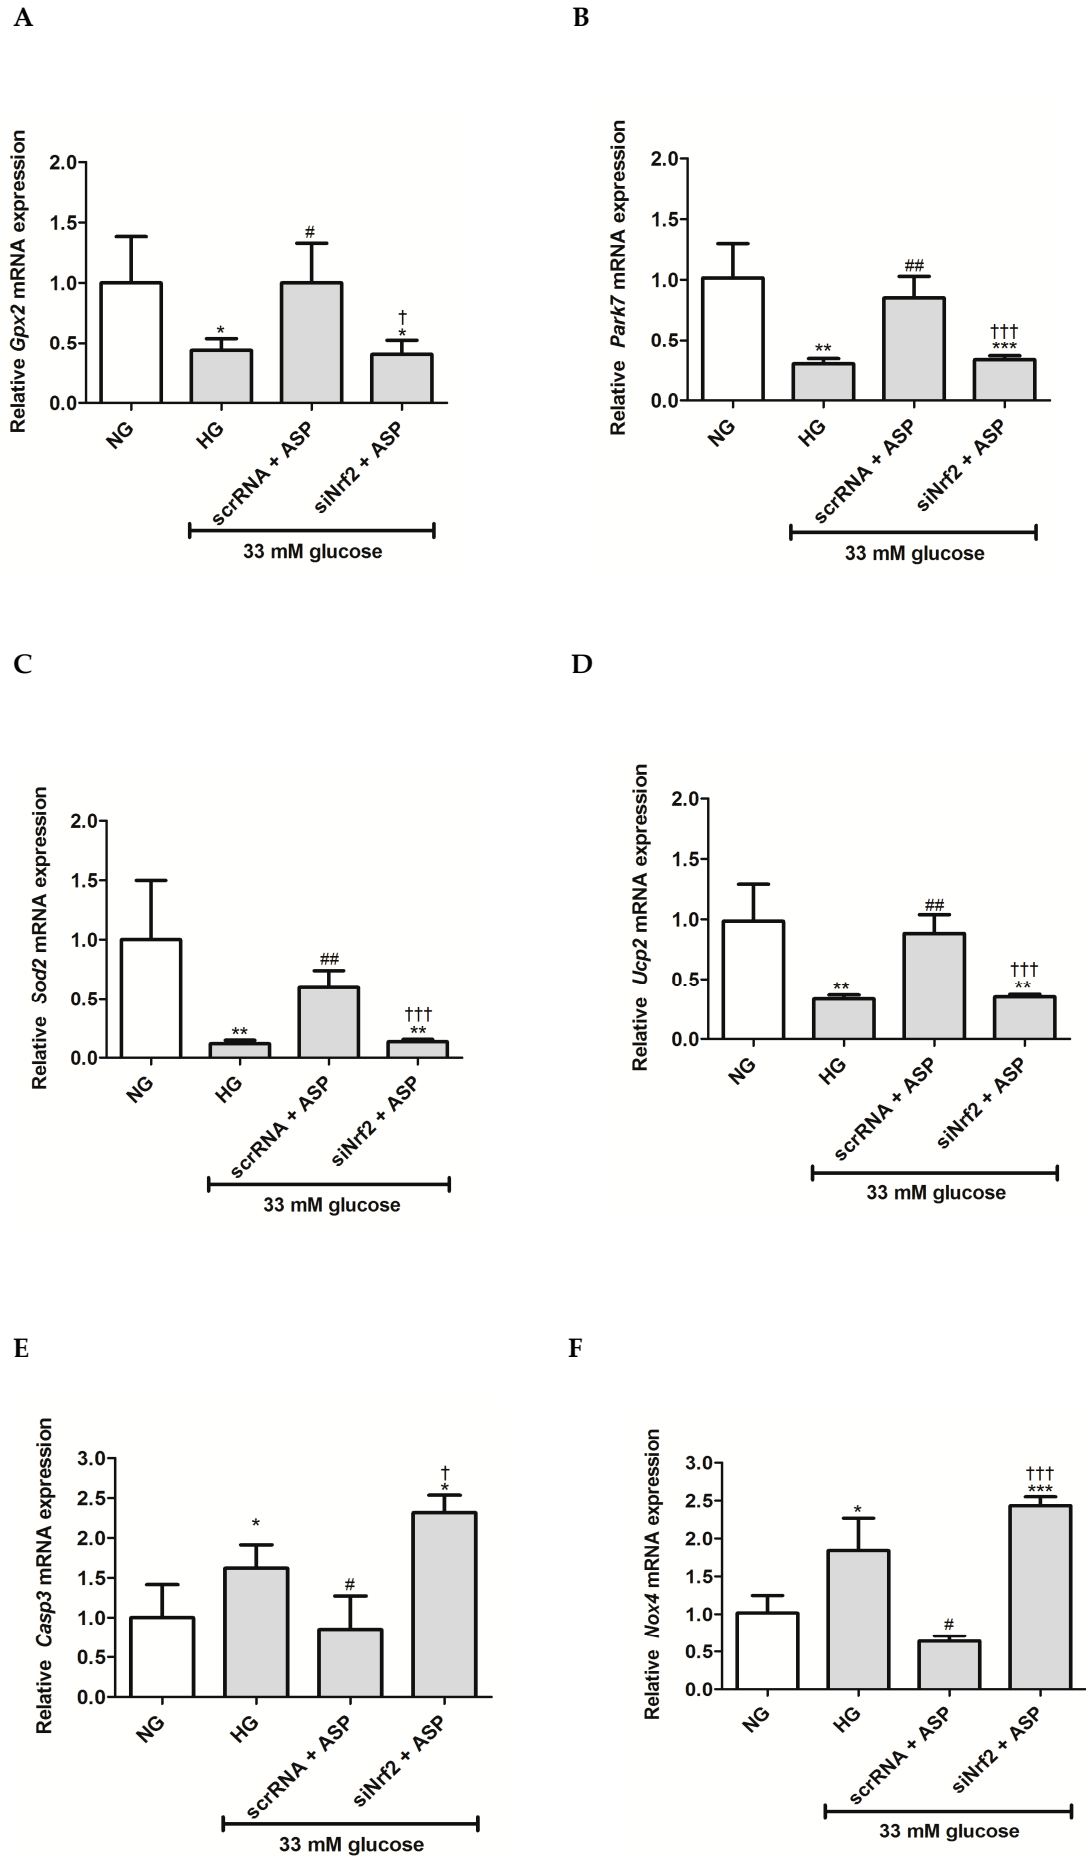 A
Relative Gpx2 mRNA expression
2.0
1.5
1.0
0.5
0.0
#
*
†
*
NG
HG
scrRNA + ASP
siNrf2 + ASP
33 mM glucose
B
Relative Park7 mRNA expression
2.0
1.5
1.0
0.5
0.0
##
**
†††
***
NG
HG
scrRNA + ASP
siNrf2 + ASP
33 mM glucose
C
Relative Sod2 mRNA expression
2.0
1.5
1.0
0.5
0.0
##
**
†††
**
NG
HG
scrRNA + ASP
siNrf2 + ASP
33 mM glucose
D
Relative Ucp2 mRNA expression
2.0
1.5
1.0
0.5
0.0
##
**
†††
**
NG
HG
scrRNA + ASP
siNrf2 + ASP
33 mM glucose
E
Relative Casp3 mRNA expression
3.0
2.5
2.0
1.5
1.0
0.5
0.0
*
#
†
*
NG
HG
scrRNA + ASP
siNrf2 + ASP
33 mM glucose
F
Relative Nox4 mRNA expression
3.0
2.5
2.0
1.5
1.0
0.5
0.0
*
#
†††
***
NG
HG
scrRNA + ASP
siNrf2 + ASP
33 mM glucose